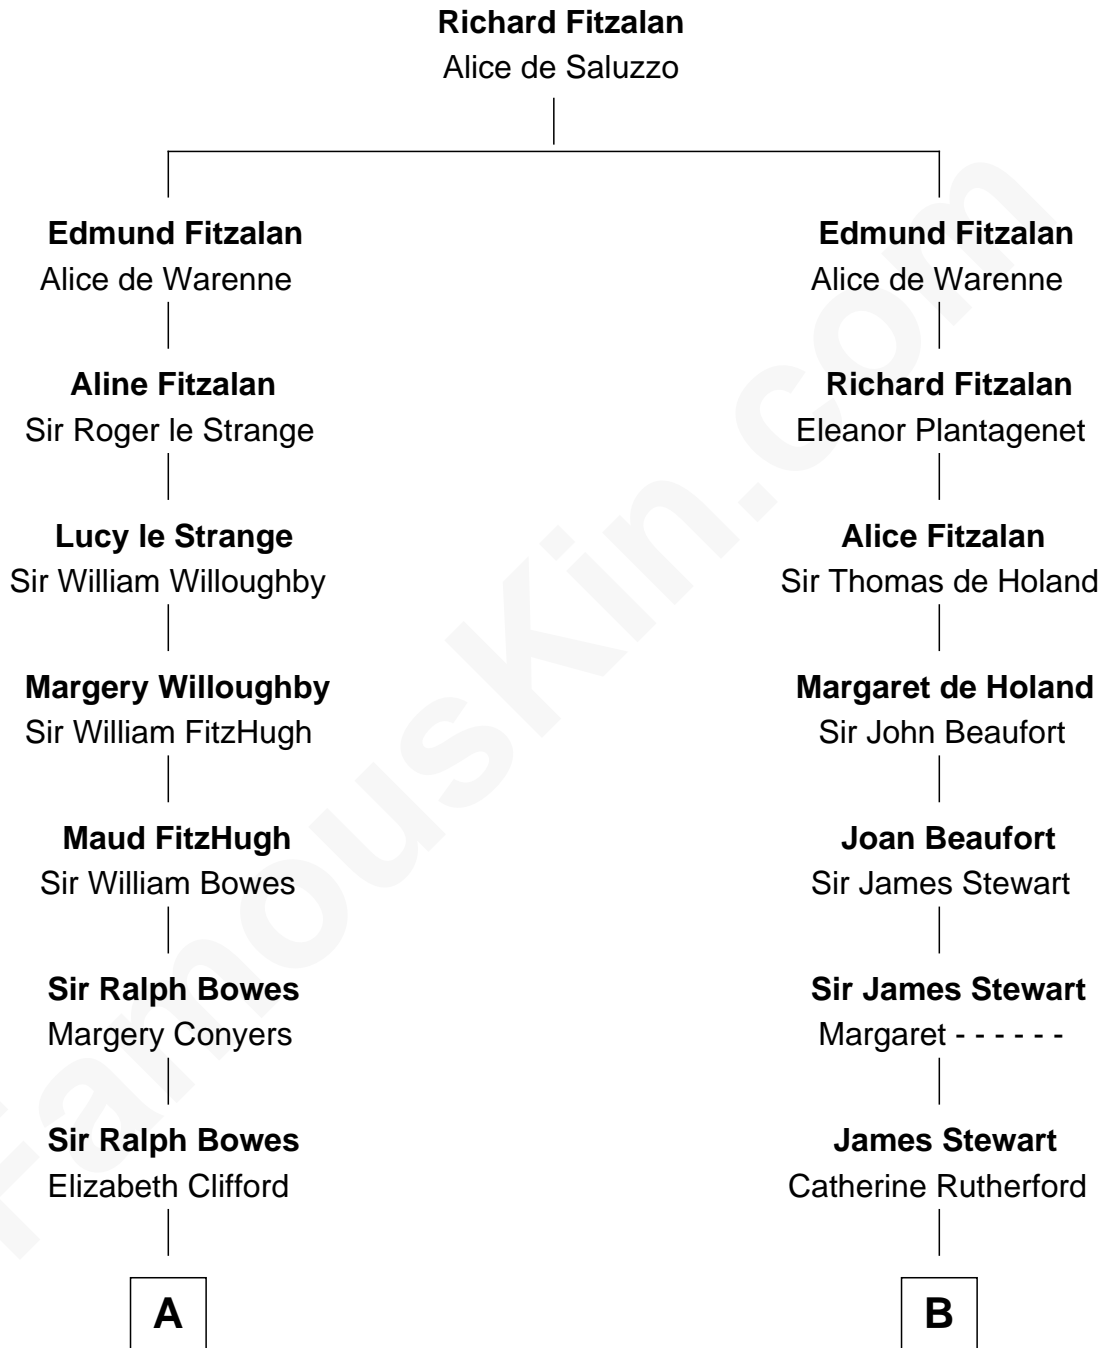 Richard Fitzalan
Alice de Saluzzo
Edmund Fitzalan
Alice de Warenne
Edmund Fitzalan
Alice de Warenne
Aline Fitzalan
Sir Roger le Strange
Richard Fitzalan
Eleanor Plantagenet
Lucy le Strange
Sir William Willoughby
Alice Fitzalan
Sir Thomas de Holand
Margery Willoughby
Sir William FitzHugh
Margaret de Holand
Sir John Beaufort
Maud FitzHugh
Sir William Bowes
Joan Beaufort
Sir James Stewart
Sir Ralph Bowes
Margery Conyers
Sir James Stewart
Margaret - - - - - -
Sir Ralph Bowes
Elizabeth Clifford
James Stewart
Catherine Rutherford
A
B
FamousKin.com